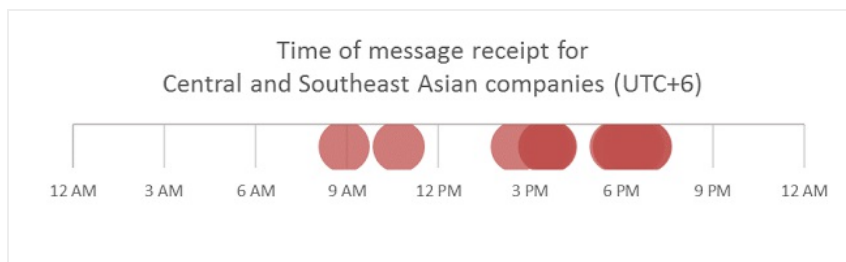 Time of message receipt for
Central and Southeast Asian companies (UTC+6)
12 AM 3 AM 6 AM 9 AM 12 PM 3 PM 6 PM 9 PM 12 AM